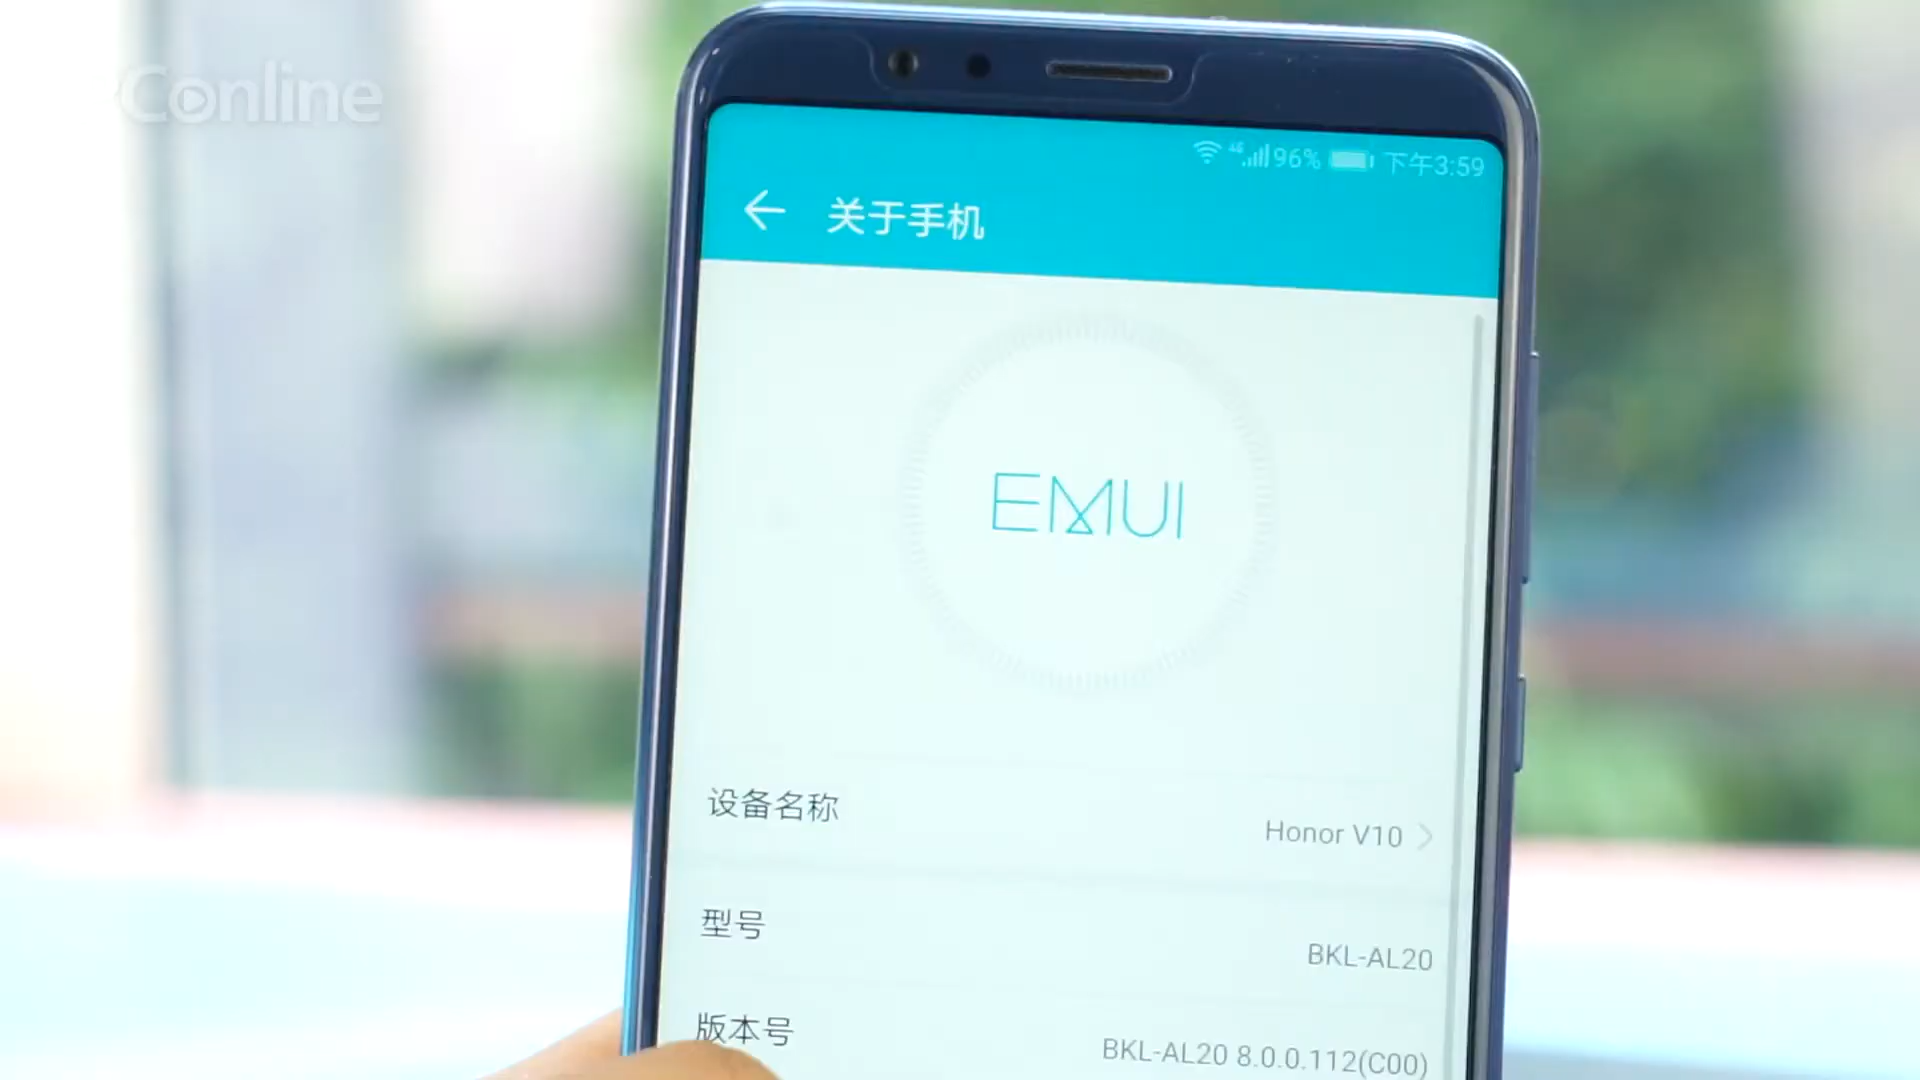 Conline
4G 96% 下午3:59
关于手机
EMUI
设备名称
Honor V10
型号
BKL-AL20
版本号
BKL-AL20 8.0.0.112(C00)